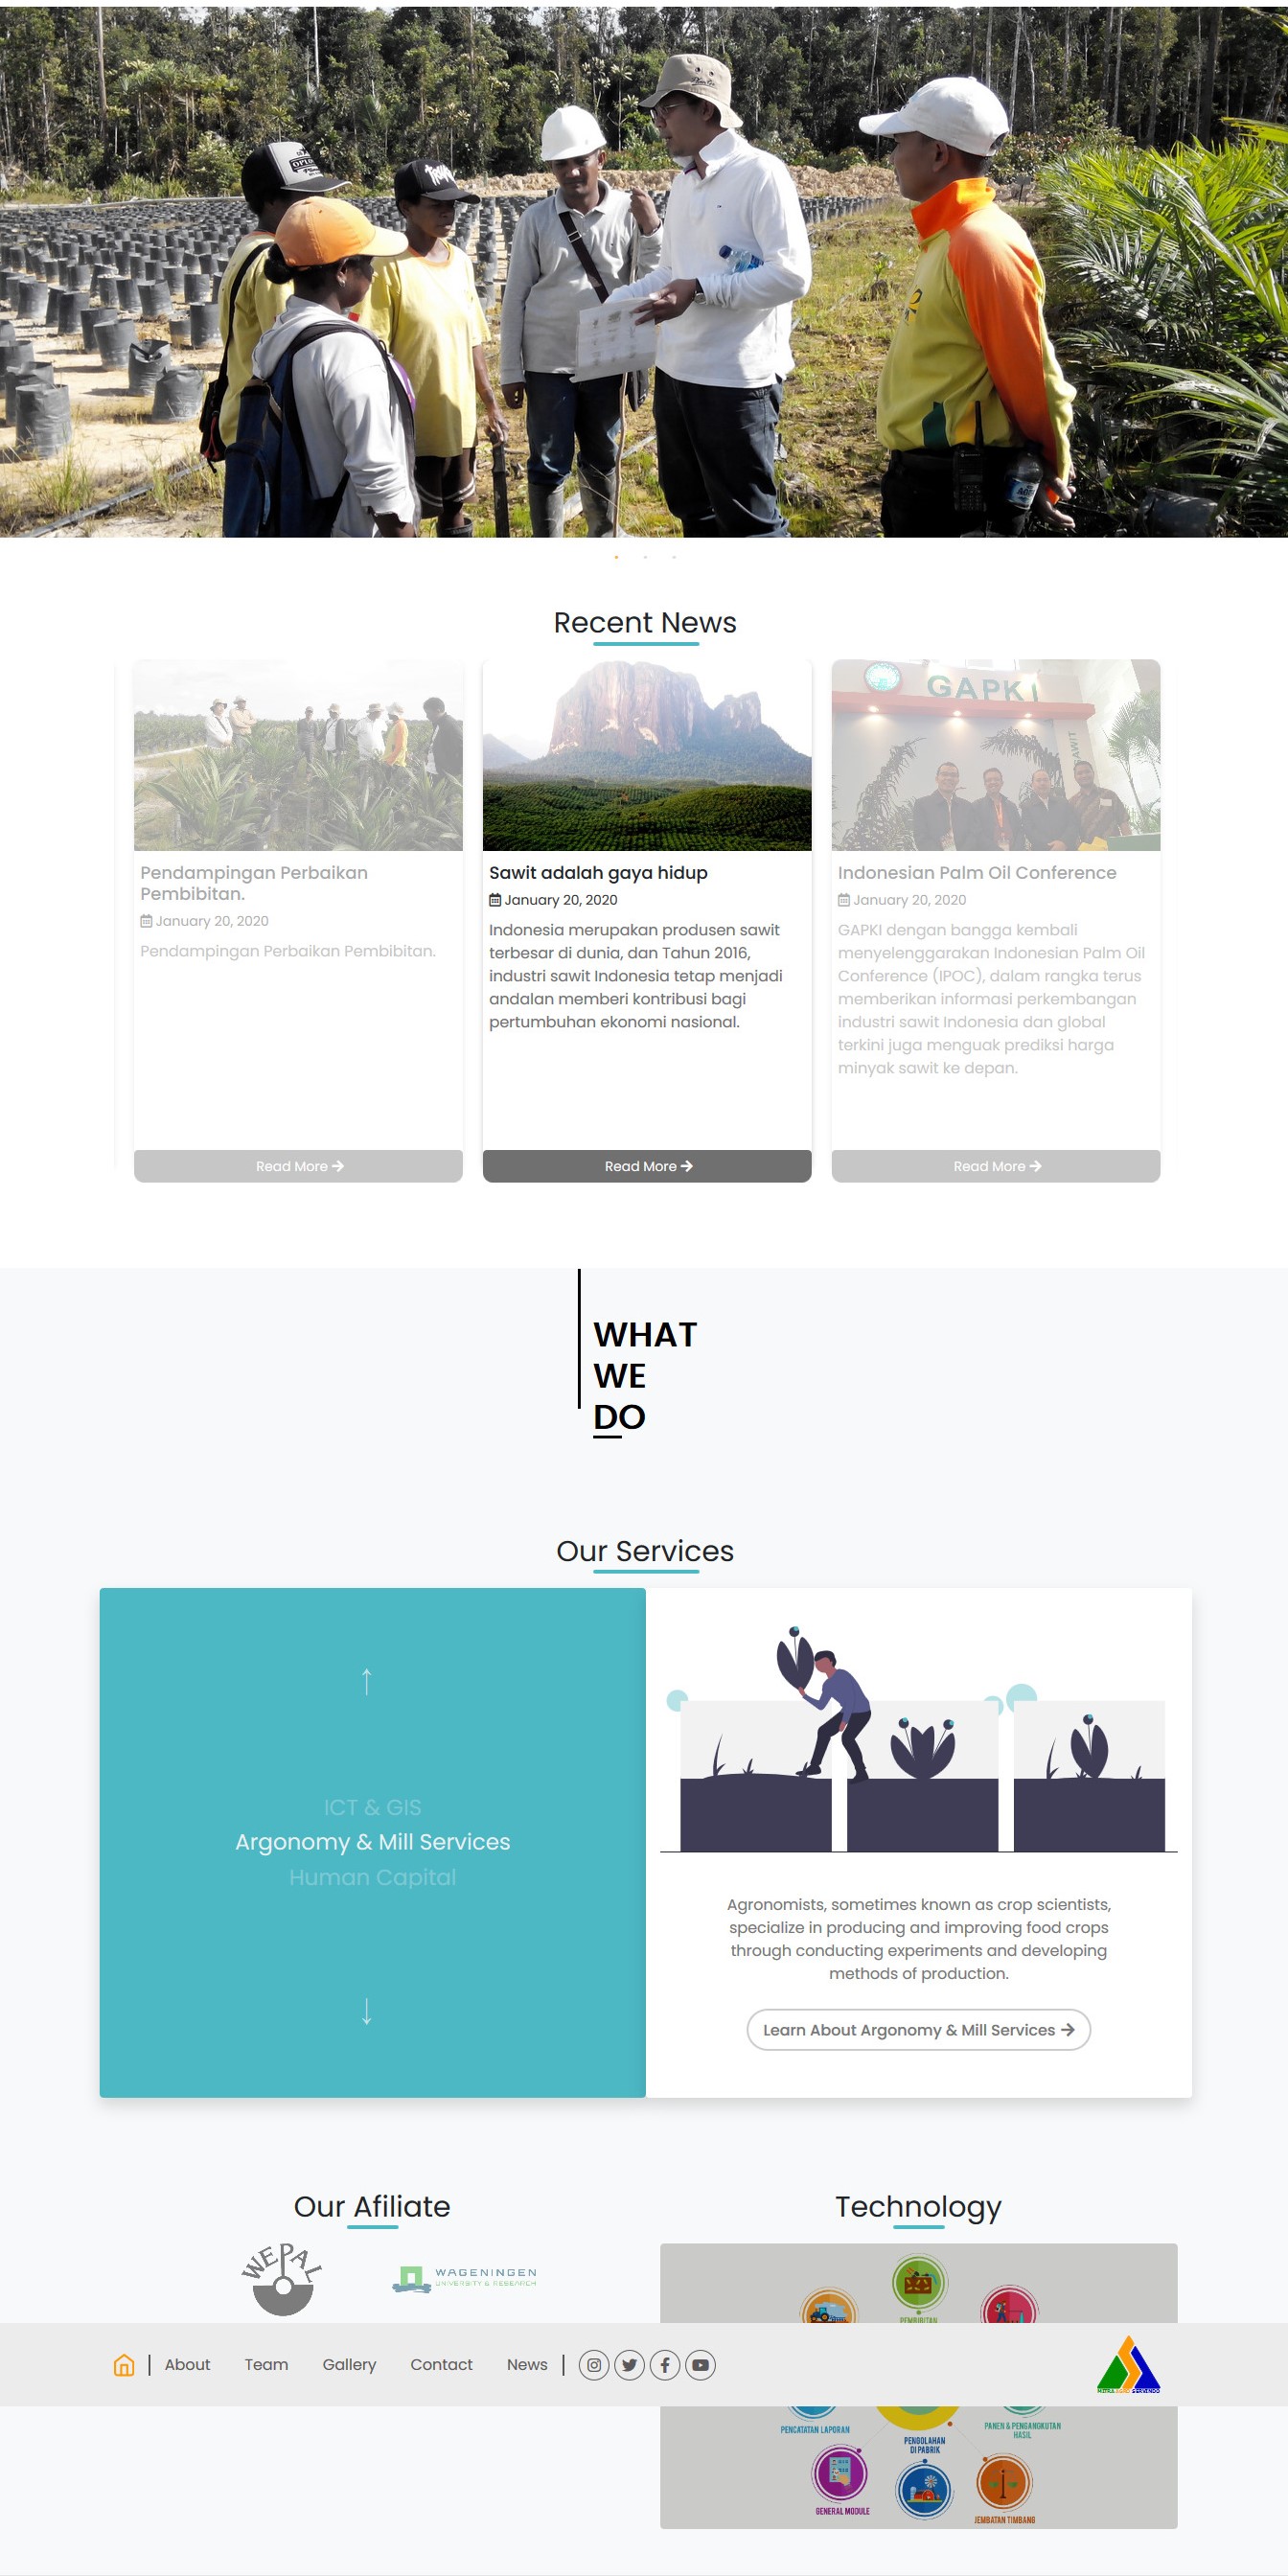 Recent News
GAPKI
Pendampingan Perbaikan
Pembibitan.
January 20, 2020
Pendampingan Perbaikan Pembibitan.
Read More
Sawit adalah gaya hidup
January 20, 2020
Indonesia merupakan produsen sawit
terbesar di dunia, dan Tahun 2016,
industri sawit Indonesia tetap menjadi
andalan memberi kontribusi bagi
pertumbuhan ekonomi nasional.
Read More
Indonesian Palm Oil Conference
January 20, 2020
GAPKI dengan bangga kembali
menyelenggarakan Indonesian Palm Oil
Conference (IPOC), dalam rangka terus
memberikan informasi perkembangan
industri sawit Indonesia dan global
terkini juga menguak prediksi harga
minyak sawit ke depan.
Read More
WHAT
WE
DO
Our Services
ICT & GIS
Argonomy & Mill Services
Human Capital
Agronomists, sometimes known as crop scientists,
specialize in producing and improving food crops
through conducting experiments and developing
methods of production.
Learn About Argonomy & Mill Services
Our Afiliate
WEPAL
WAGENINGEN
UNIVERSITY & RESEARCH
Technology
PEMBIBITAN
About
Team
Gallery
Contact
News
MITRA AGRO SERVINDO
PENCATATAN LAPORAN
PANEN & PENGANGKUTAN
HASIL
PENGOLAHAN
DI PABRIK
GENERAL MODULE
JEMBATAN TIMBANG